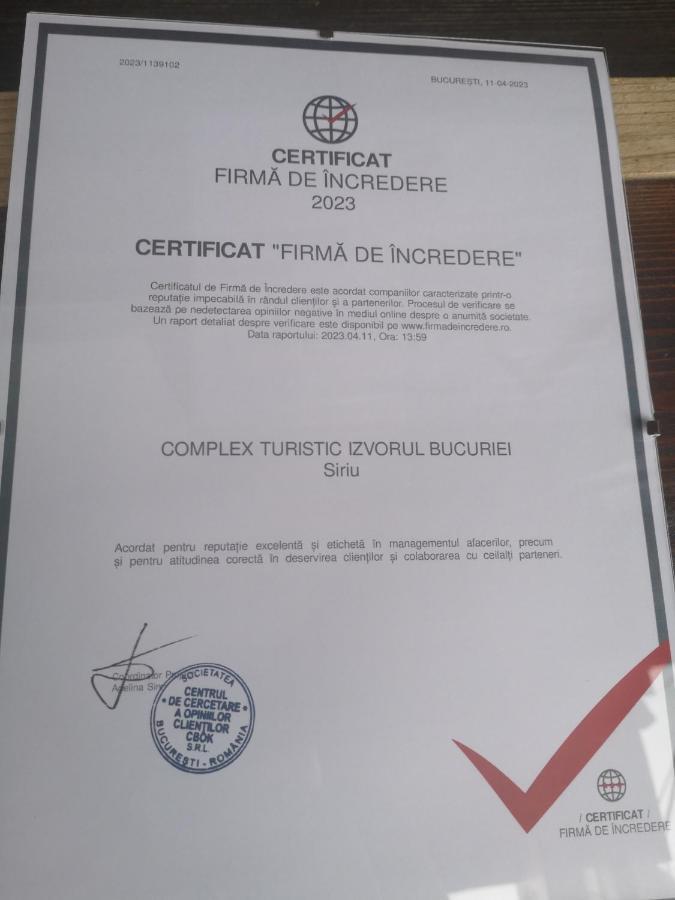 2023/1139102
BUCUREȘTI, 11-04-2023
CERTIFICAT
FIRMĂ DE ÎNCREDERE
2023
CERTIFICAT "FIRMĂ DE ÎNCREDERE"
Certificatul de Firmă de Încredere este acordat companiilor caracterizate printr-o
reputație impecabilă în rândul clienților și a partenerilor. Procesul de verificare se
bazează pe nedetectarea opiniilor negative în mediul online despre o anumită societate.
Un raport detaliat despre verificare este disponibil pe www.firmadeincredere.ro.
Data raportului: 2023.04.11, Ora: 13:59
COMPLEX TURISTIC IZVORUL BUCURIEI
Siriu
Acordat pentru reputație excelentă și etichetă în managementul afacerilor, precum
și pentru atitudinea corectă în deservirea clienților și colaborarea cu ceilalți parteneri.
Coordinator
SOCIETATEA
CENTRUL
DE CERCETARE
A OPINIILOR
CLIENȚILOR
CBOK
S.R.L.
BUCUREȘTI - ROMÂNIA
/ CERTIFICAT /
FIRMĂ DE ÎNCREDERE